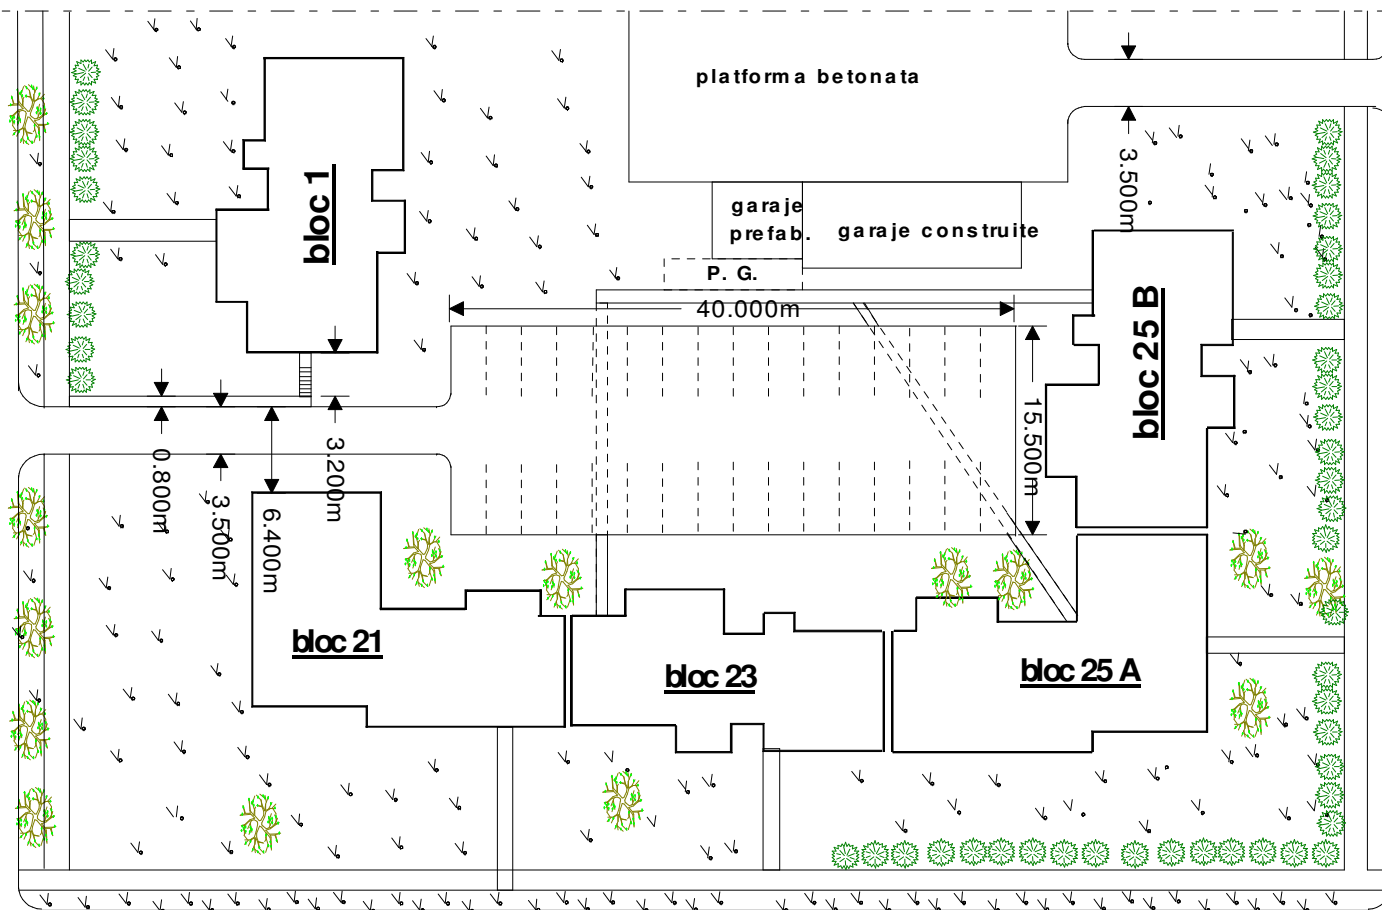 platforma betonata
bloc 1
3.500m
garaje
prefab.
garaje construite
P. G.
40.000m
bloc 25 B
15.500m
0.800m
3.500m
6.400m
3.200m
bloc 21
bloc 23
bloc 25 A